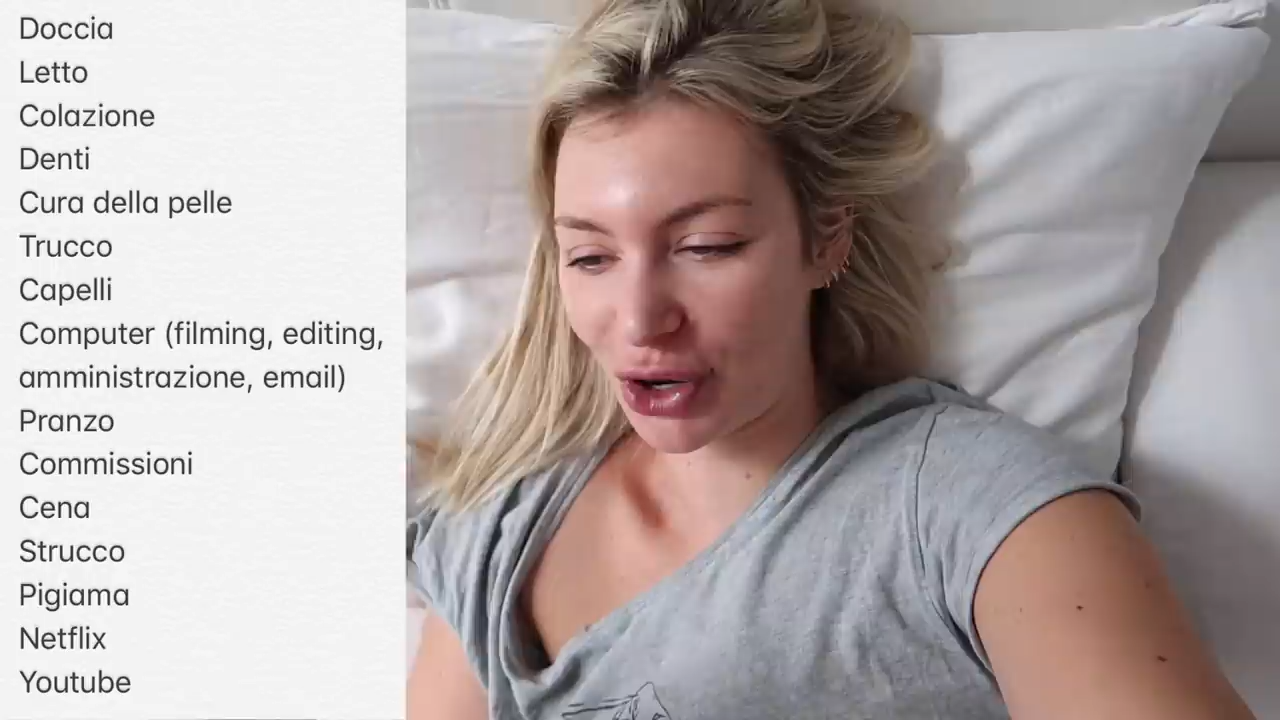 Doccia
Letto
Colazione
Denti
Cura della pelle
Trucco
Capelli
Computer (filming, editing,
amministrazione, email)
Pranzo
Commissioni
Cena
Strucco
Pigiama
Netflix
Youtube